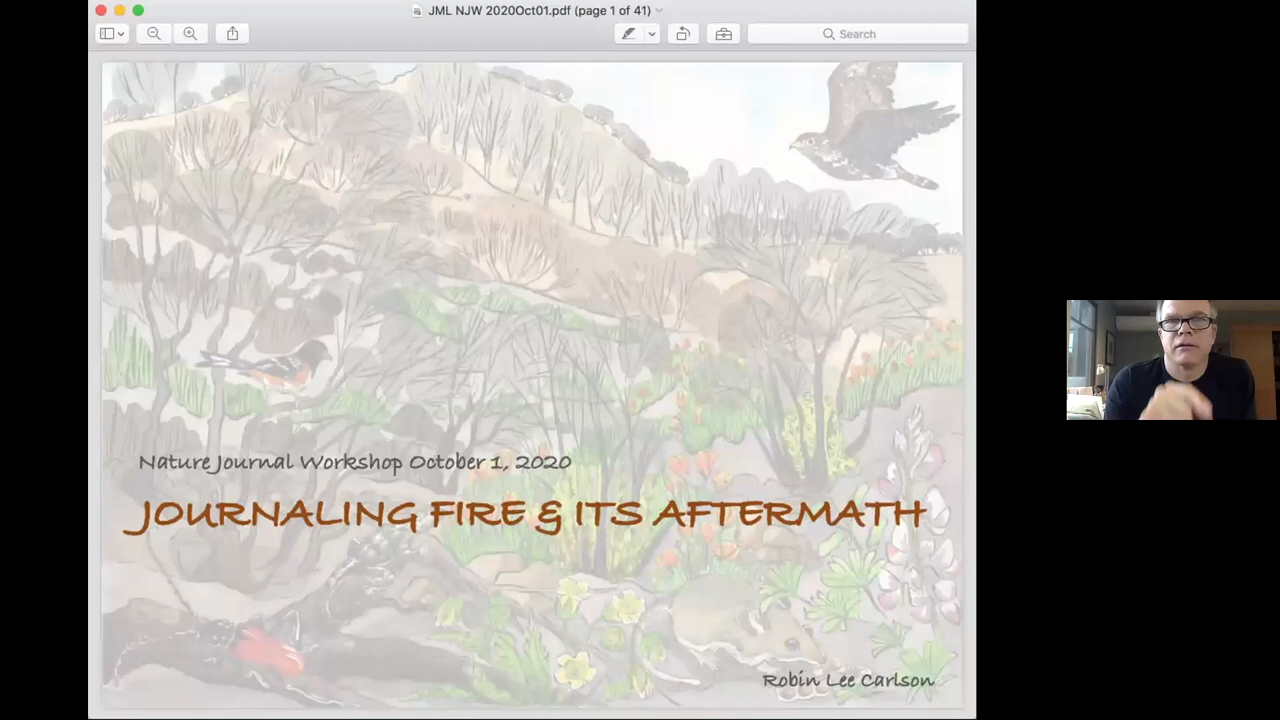 JML NJW 2020Oct01.pdf (page 1 of 41)
Search
Nature Journal Workshop October 1, 2020
JOURNALING FIRE & ITS AFTERMATH
Robin Lee Carlson